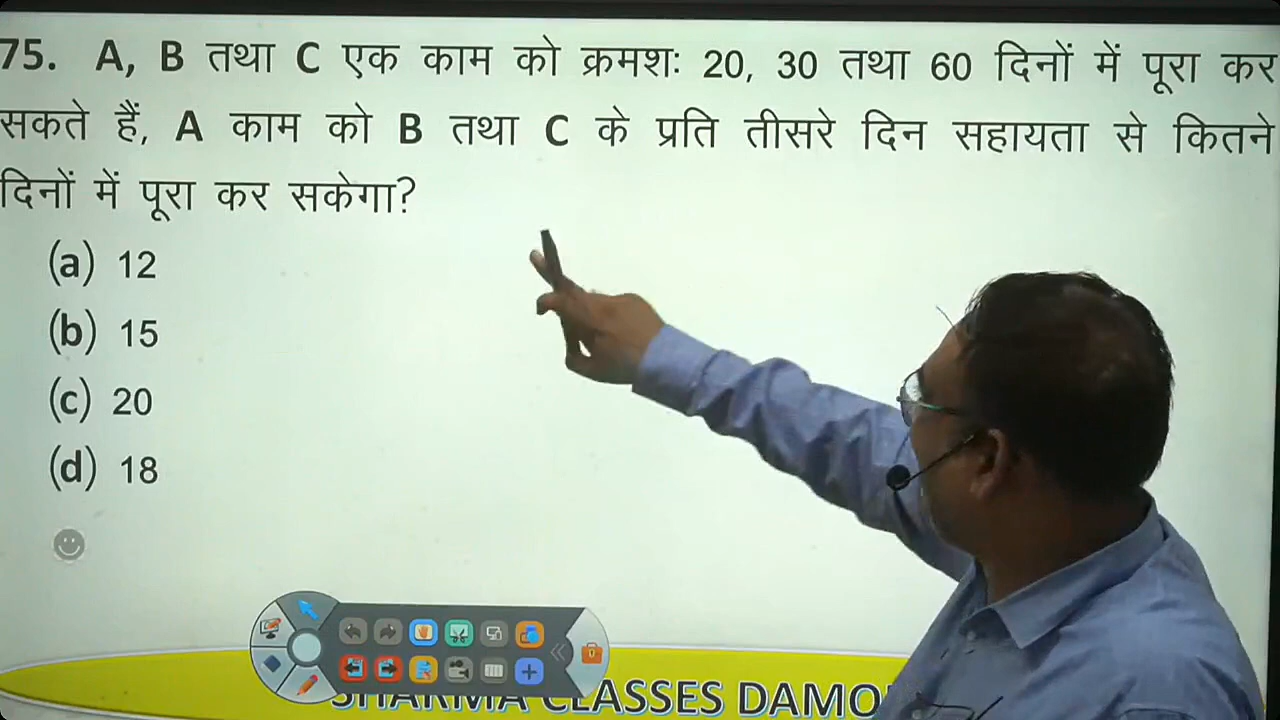 75. A, B तथा C एक काम को क्रमशः 20, 30 तथा 60 दिनों में पूरा कर
सकते हैं, A काम को B तथा C के प्रति तीसरे दिन सहायता से कितने
दिनों में पूरा कर सकेगा?
(a) 12
(b) 15
(c) 20
(d) 18
SHARMA CLASSES